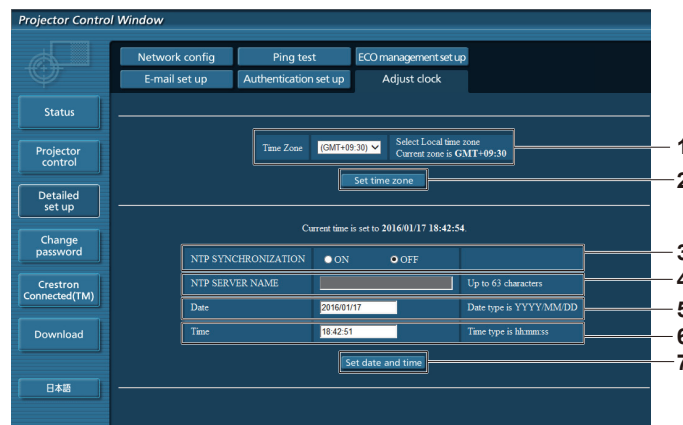 Projector Control Window
Network config Ping test ECO management set up
E-mail set up Authentication set up Adjust clock
Status
Projector control
Detailed set up
Change password
Crestron Connected(TM)
Download
日本語
Time Zone (GMT+09:30) Select Local time zone
Current zone is GMT+09:30
1
Set time zone
2
Current time is set to 2016/01/17 18:42:54.
NTP SYNCHRONIZATION ON OFF
3
NTP SERVER NAME Up to 63 characters
4
Date 2016/01/17 Date type is YYYY/MM/DD
5
Time 18:42:51 Time type is hh:mm:ss
6
Set date and time
7